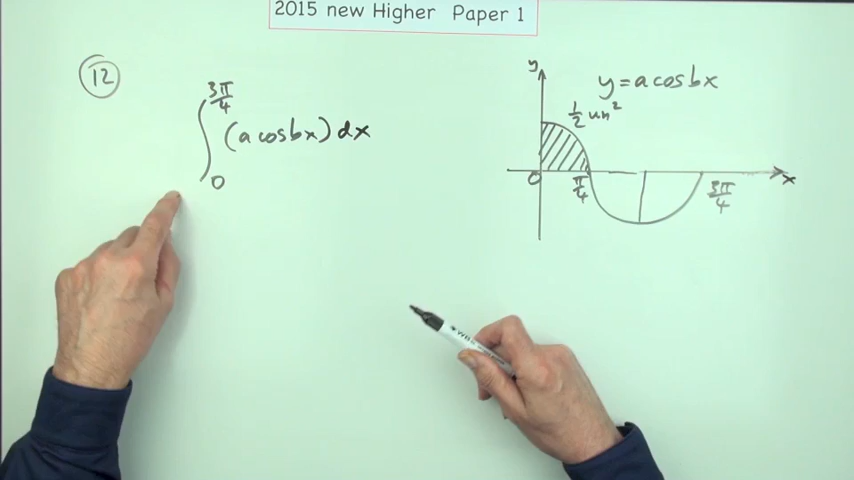 2015 new Higher Paper 1
12
3π/4
∫ (a cos bx) dx
0
y
y = a cos bx
1/2 un²
0
π/4
3π/4
x